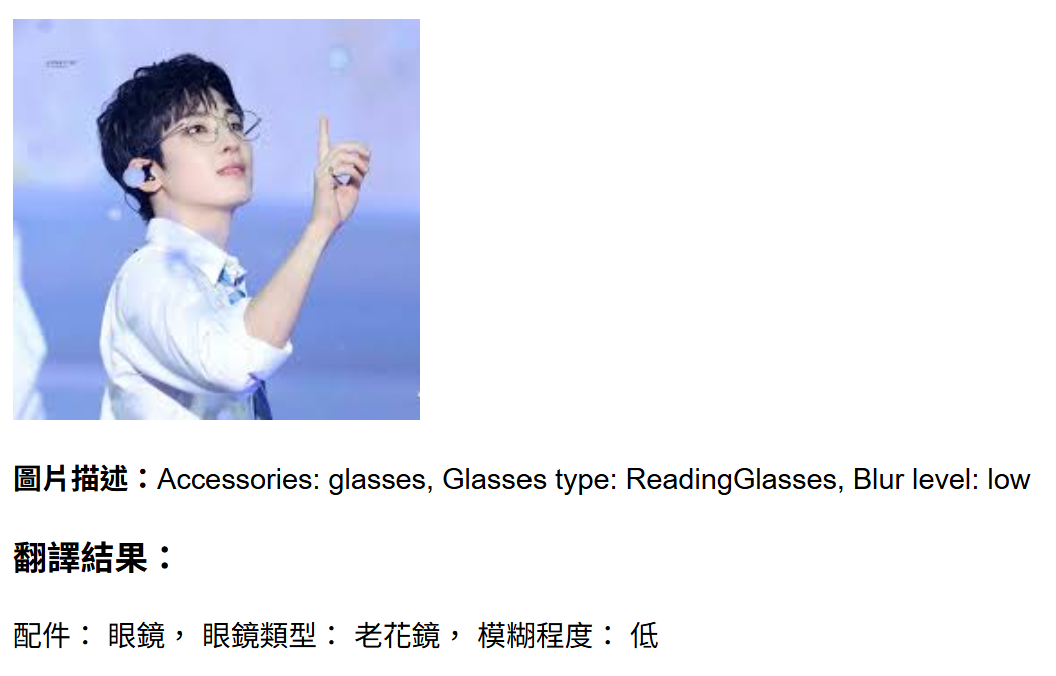 圖片描述：Accessories: glasses, Glasses type: ReadingGlasses, Blur level: low
翻譯結果：
配件： 眼鏡， 眼鏡類型： 老花鏡， 模糊程度： 低